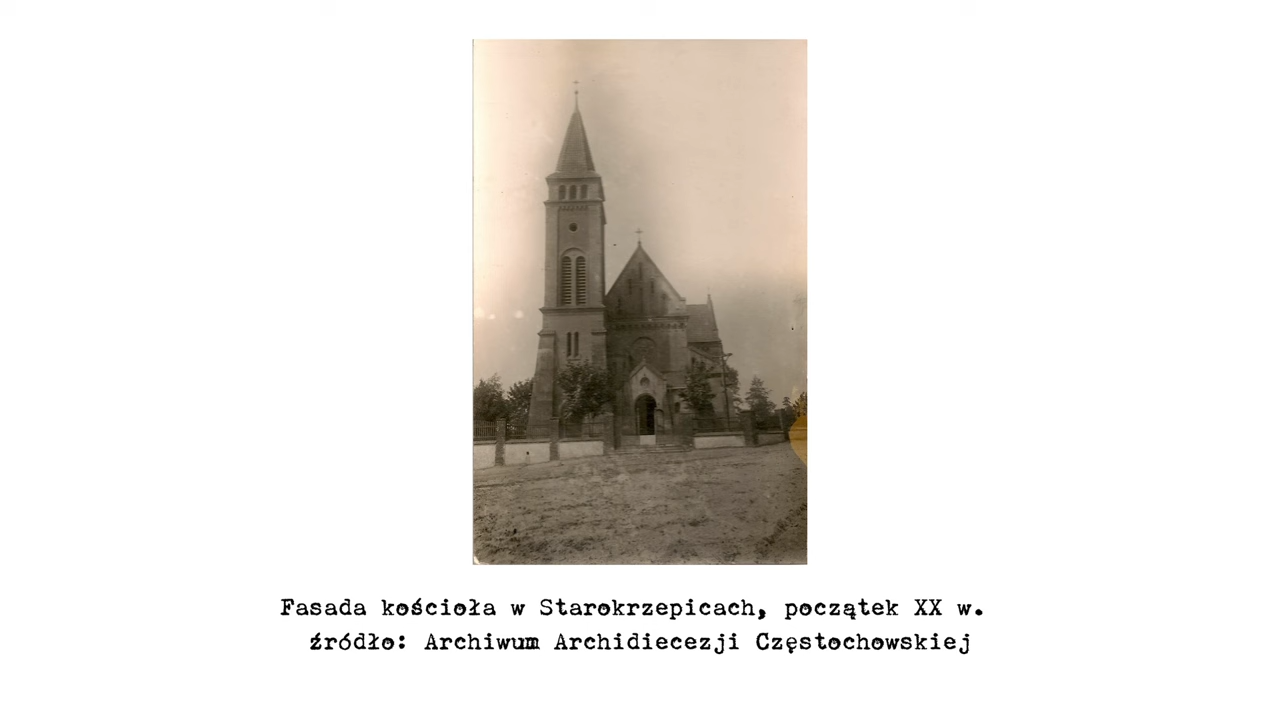 Fasada kościoła w Starokrzepicach, początek XX w.
źródło: Archiwum Archidiecezji Częstochowskiej